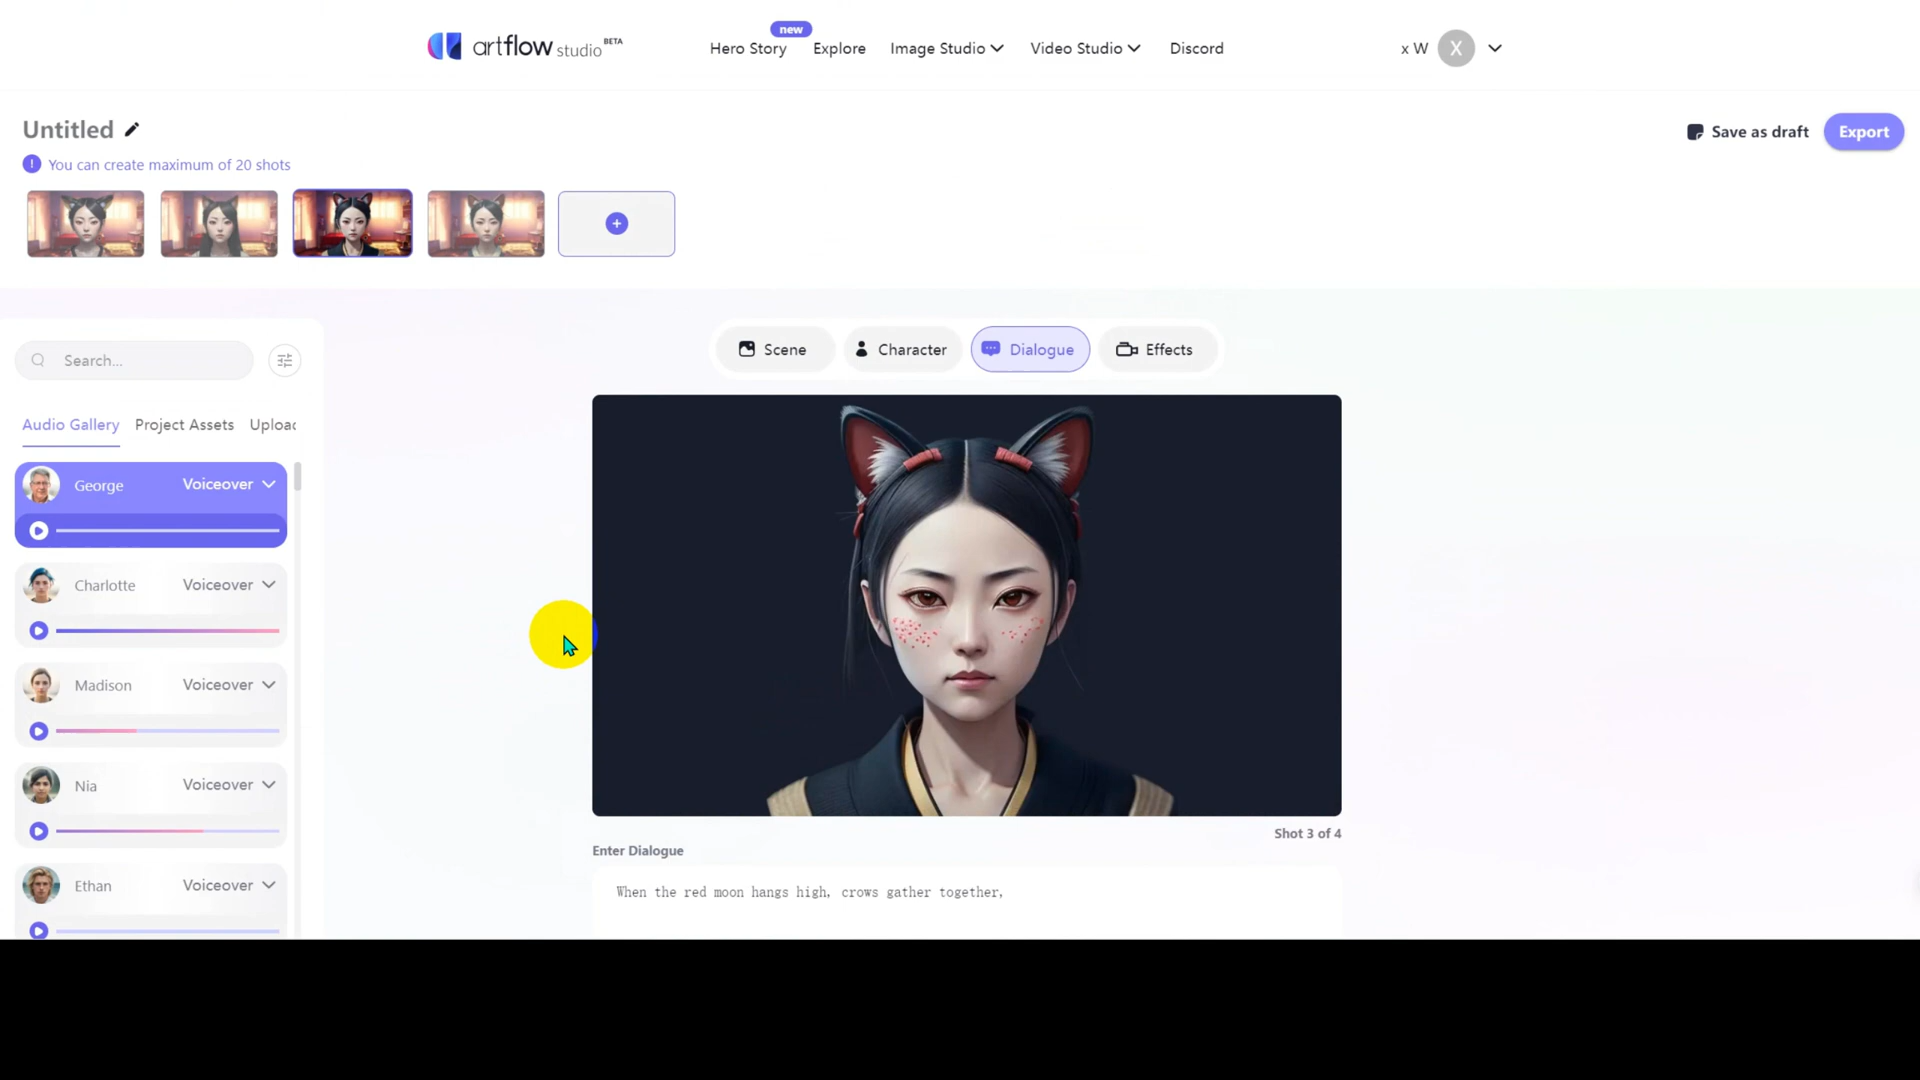 new
artflow studio BETA
Hero Story Explore Image Studio Video Studio Discord
x W X
Untitled
Save as draft Export
! You can create maximum of 20 shots
Scene Character Dialogue Effects
Search...
Audio Gallery Project Assets Upload
George Voiceover
Charlotte Voiceover
Madison Voiceover
Nia Voiceover
Ethan Voiceover
Shot 3 of 4
Enter Dialogue
When the red moon hangs high, crows gather together,